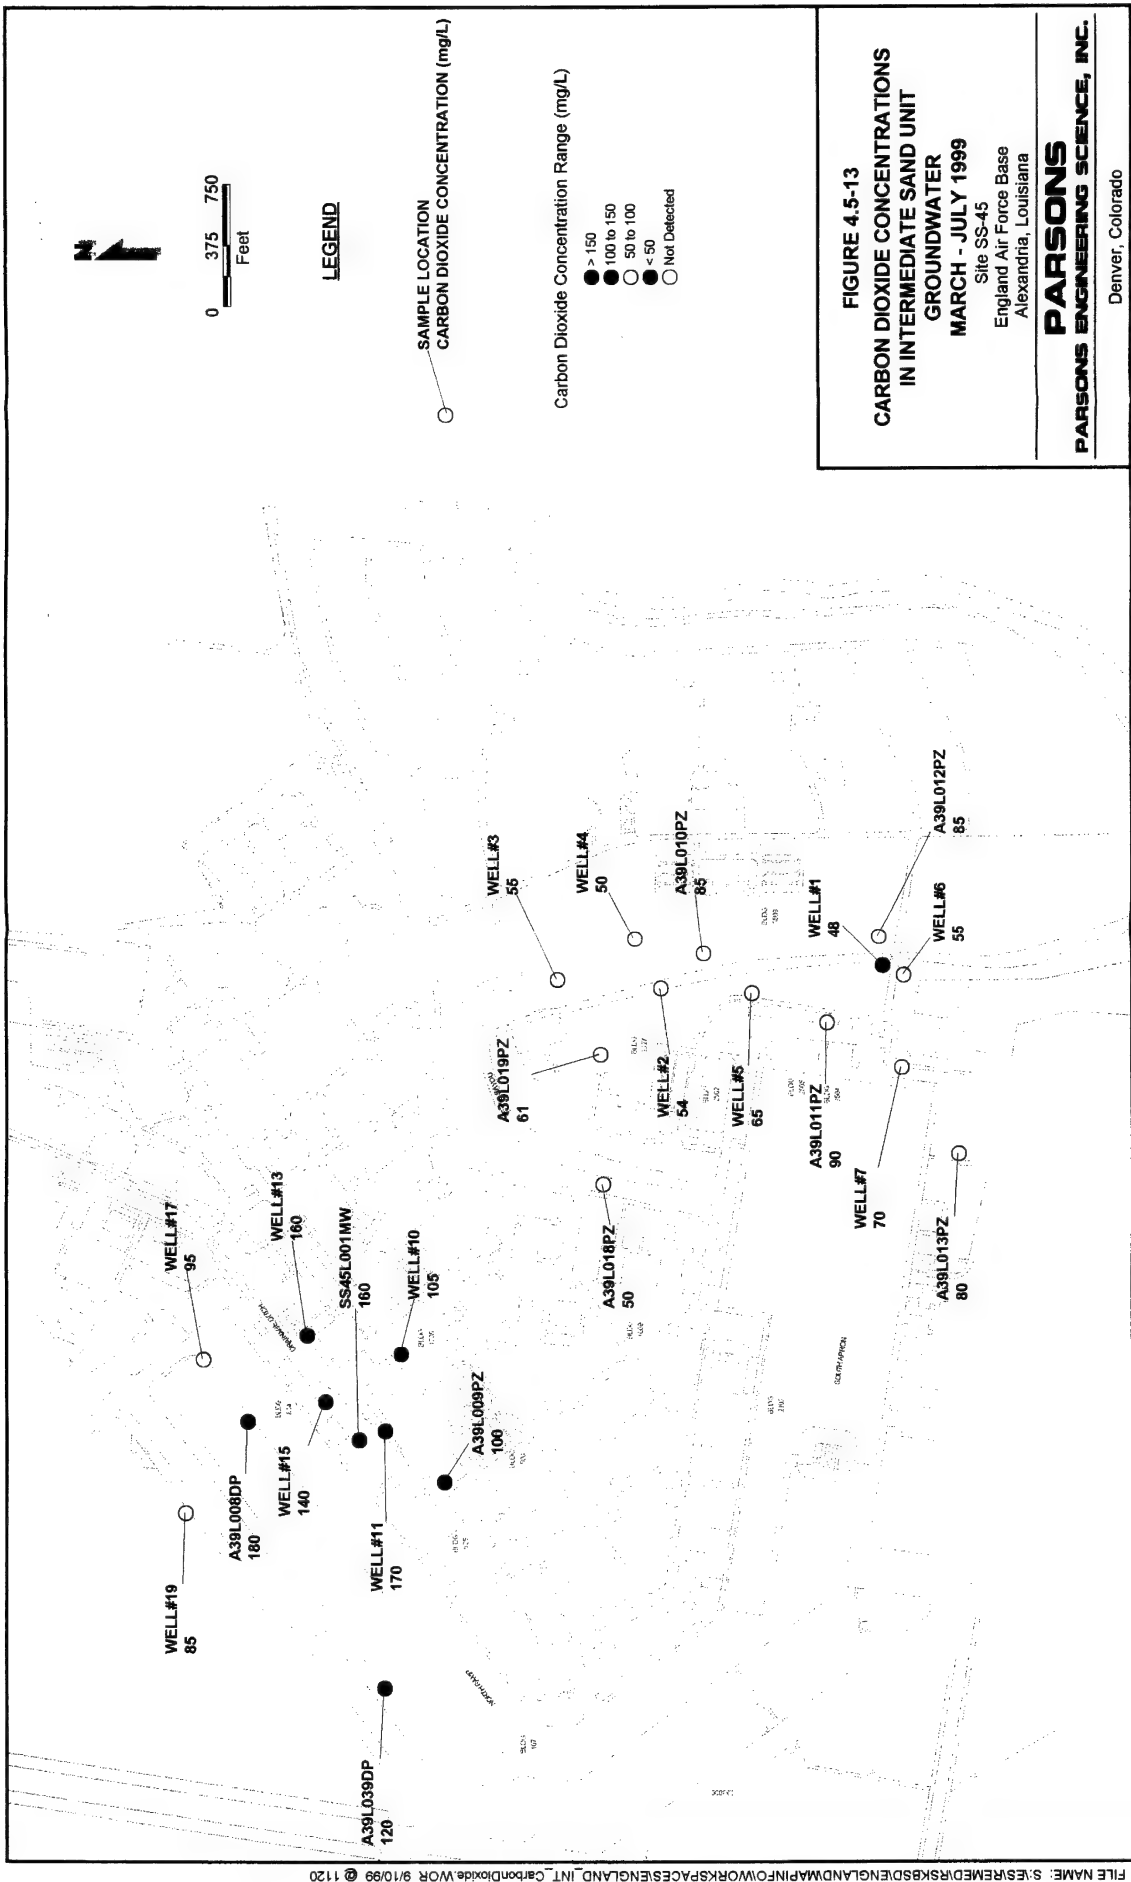 N
0 375 750
Feet
LEGEND
SAMPLE LOCATION
CARBON DIOXIDE CONCENTRATION (mg/L)
Carbon Dioxide Concentration Range (mg/L)
> 150
100 to 150
50 to 100
< 50
Not Detected
WELL#19
85
A39L008DP
180
WELL#17
95
WELL#13
160
WELL#15
140
SS45L001MW
160
WELL#10
105
WELL#11
170
A39L009PZ
100
A39L039DP
120
DRAINAGE DITCH
NORTH RAMP
WELL#3
55
WELL#4
50
A39L019PZ
61
A39L018PZ
50
WELL#2
54
A39L010PZ
85
WELL#5
65
A39L011PZ
90
WELL#1
48
A39L012PZ
85
WELL#6
55
WELL#7
70
A39L013PZ
80
SOUTH APRON
FIGURE 4.5-13
CARBON DIOXIDE CONCENTRATIONS
IN INTERMEDIATE SAND UNIT
GROUNDWATER
MARCH - JULY 1999
Site SS-45
England Air Force Base
Alexandria, Louisiana
PARSONS
PARSONS ENGINEERING SCIENCE, INC.
Denver, Colorado
FILE NAME: S:\ES\REMED\RSKBSD\ENGLAND\MAPINFO\WORKSPACES\ENGLAND_INT_CarbonDioxide.WOR 9/10/99 @ 1120